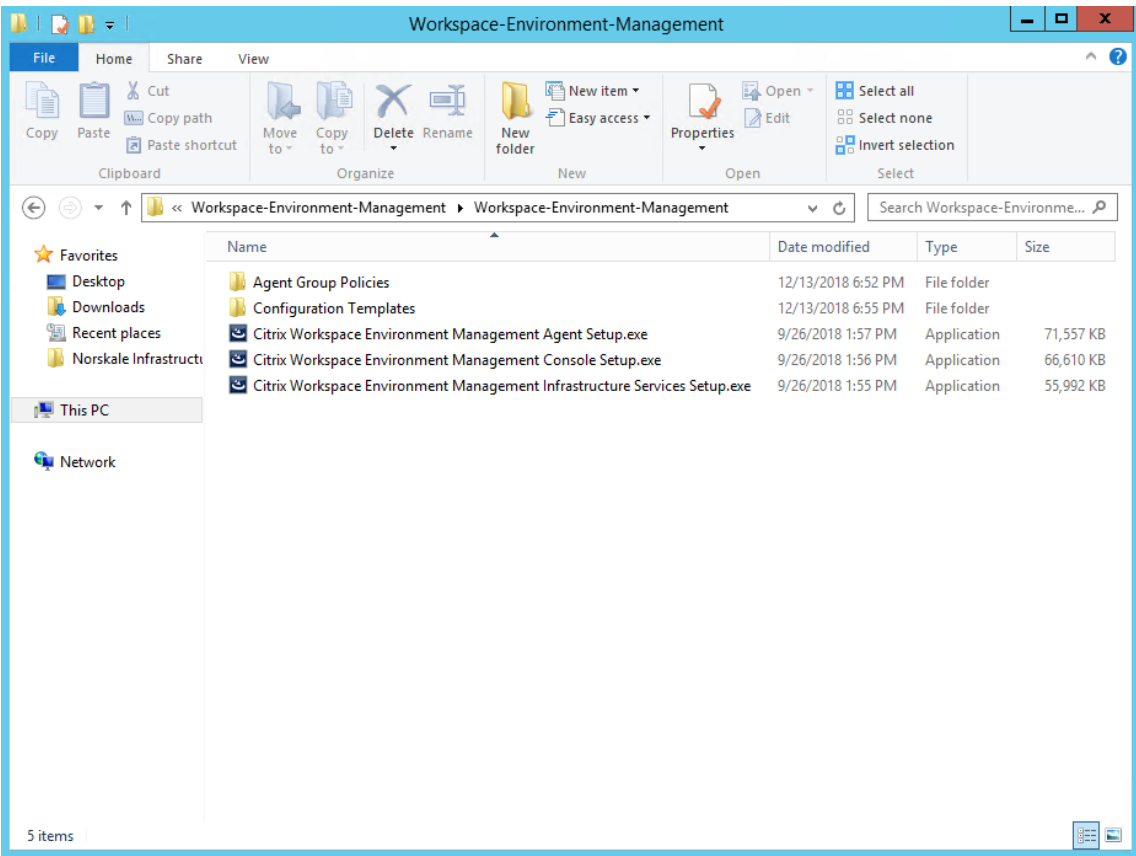 Workspace-Environment-Management
File Home Share View
Copy
Paste
Cut
Copy path
Paste shortcut
Clipboard
Move to
Copy to
Delete
Rename
Organize
New folder
New item
Easy access
New
Properties
Open
Edit
Open
Select all
Select none
Invert selection
Select
« Workspace-Environment-Management Workspace-Environment-Management
Search Workspace-Environme...
Favorites
Desktop
Downloads
Recent places
Norskale Infrastructu
This PC
Network
Name Date modified Type Size
Agent Group Policies 12/13/2018 6:52 PM File folder
Configuration Templates 12/13/2018 6:55 PM File folder
Citrix Workspace Environment Management Agent Setup.exe 9/26/2018 1:57 PM Application 71,557 KB
Citrix Workspace Environment Management Console Setup.exe 9/26/2018 1:56 PM Application 66,610 KB
Citrix Workspace Environment Management Infrastructure Services Setup.exe 9/26/2018 1:55 PM Application 55,992 KB
5 items